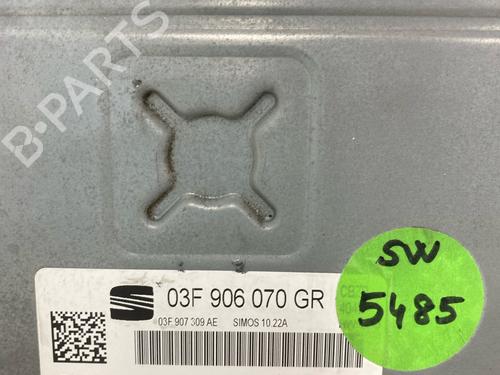 B-PARTS
SW
5485
03F 906 070 GR
03F 907 309 AE SIMOS 10.22A